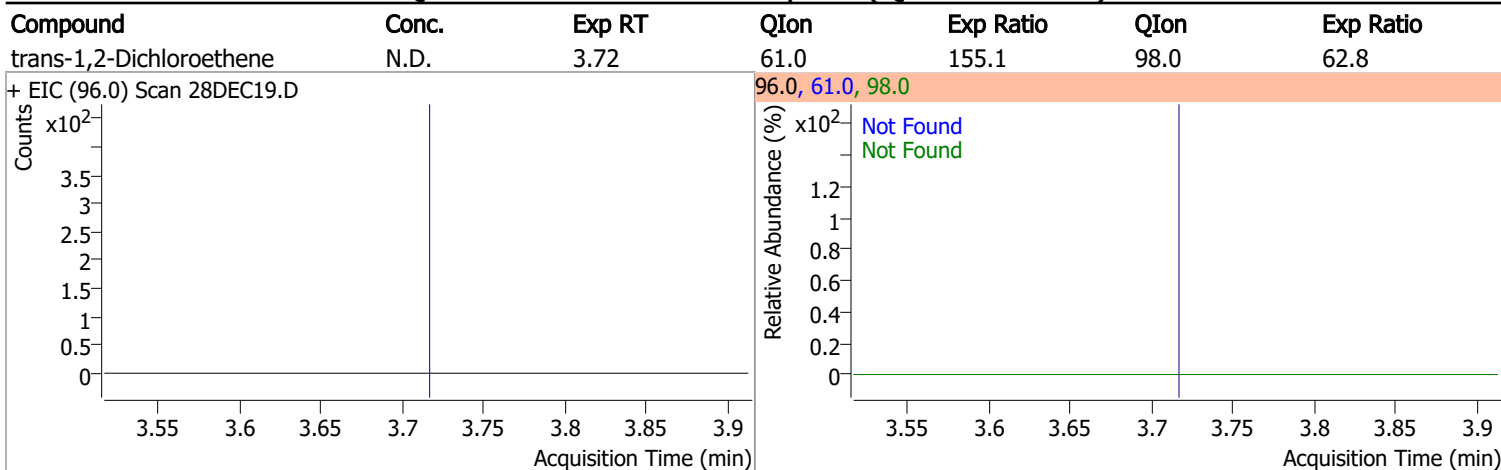 Compound Conc. Exp RT QIon Exp Ratio QIon Exp Ratio
trans-1,2-Dichloroethene N.D. 3.72 61.0 155.1 98.0 62.8
+ EIC (96.0) Scan 28DEC19.D
Counts
x10²
3.5
3
2.5
2
1.5
1
0.5
0
3.55 3.6 3.65 3.7 3.75 3.8 3.85 3.9
Acquisition Time (min)
96.0, 61.0, 98.0
Relative Abundance (%)
x10²
Not Found
Not Found
1.2
1
0.8
0.6
0.4
0.2
0
3.55 3.6 3.65 3.7 3.75 3.8 3.85 3.9
Acquisition Time (min)